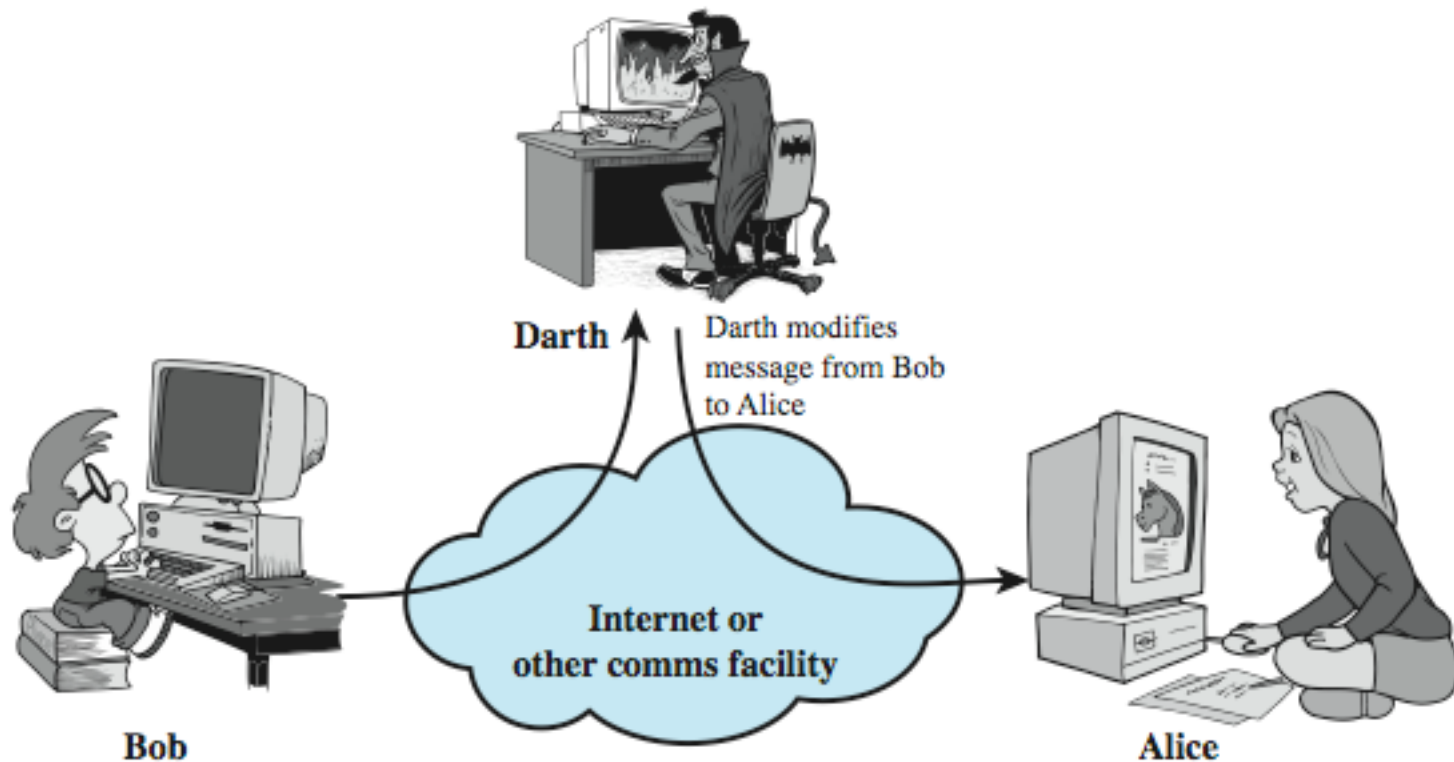 Darth
Darth modifies
message from Bob
to Alice
Internet or
other comms facility
Bob
Alice